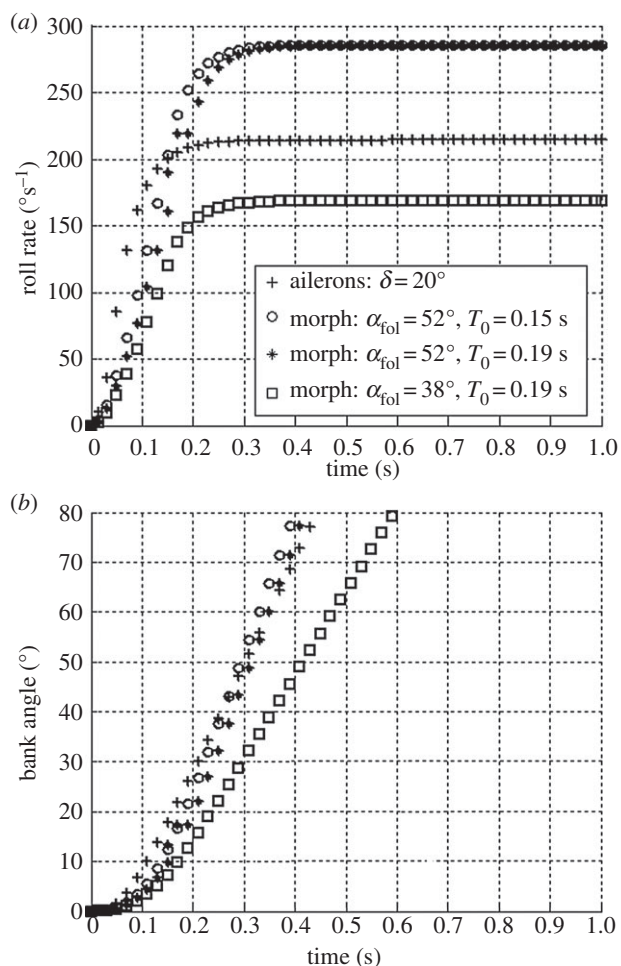 (a)
300
250
200
150
100
50
0
roll rate (°s⁻¹)
+ ailerons: δ = 20°
○ morph: α_fol = 52°, T₀ = 0.15 s
* morph: α_fol = 52°, T₀ = 0.19 s
□ morph: α_fol = 38°, T₀ = 0.19 s
0 0.1 0.2 0.3 0.4 0.5 0.6 0.7 0.8 0.9 1.0
time (s)
(b)
80
70
60
50
40
30
20
10
0
bank angle (°)
0 0.1 0.2 0.3 0.4 0.5 0.6 0.7 0.8 0.9 1.0
time (s)